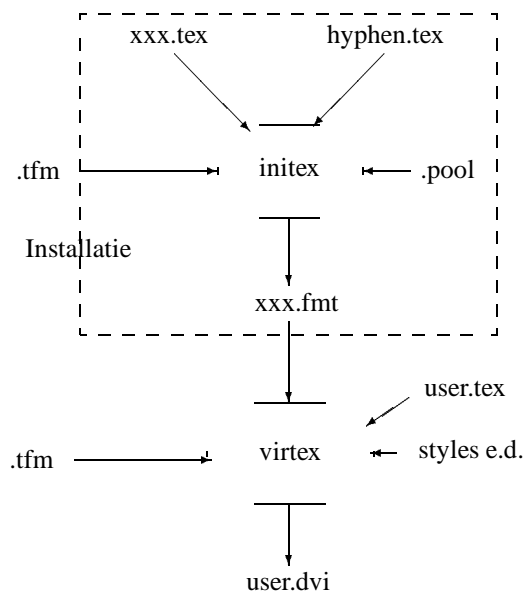 xxx.tex hyphen.tex
.tfm initex .pool
Installatie
xxx.fmt
user.tex
.tfm virtex styles e.d.
user.dvi